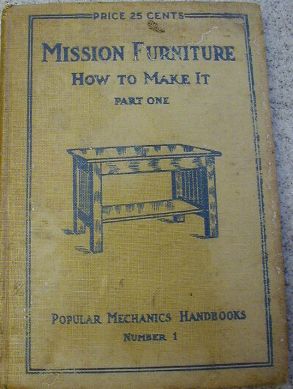 PRICE 25 CENTS
MISSION FURNITURE
HOW TO MAKE IT
PART ONE
POPULAR MECHANICS HANDBOOKS
NUMBER 1